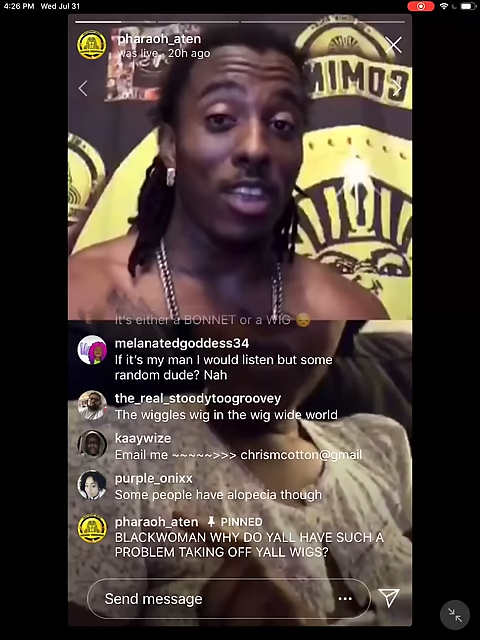 4:26 PM Wed Jul 31
pharaoh_aten
was live · 20h ago
COMIN
It's either a BONNET or a WIG 😔
melanatedgoddess34
If it's my man I would listen but some
random dude? Nah
the_real_stoodytoogroovey
The wiggles wig in the wig wide world
kaaywize
Email me ~~~~~>>> chrismcotton@gmail
purple_onixx
Some people have alopecia though
pharaoh_aten 📌 PINNED
BLACKWOMAN WHY DO YALL HAVE SUCH A
PROBLEM TAKING OFF YALL WIGS?
Send message